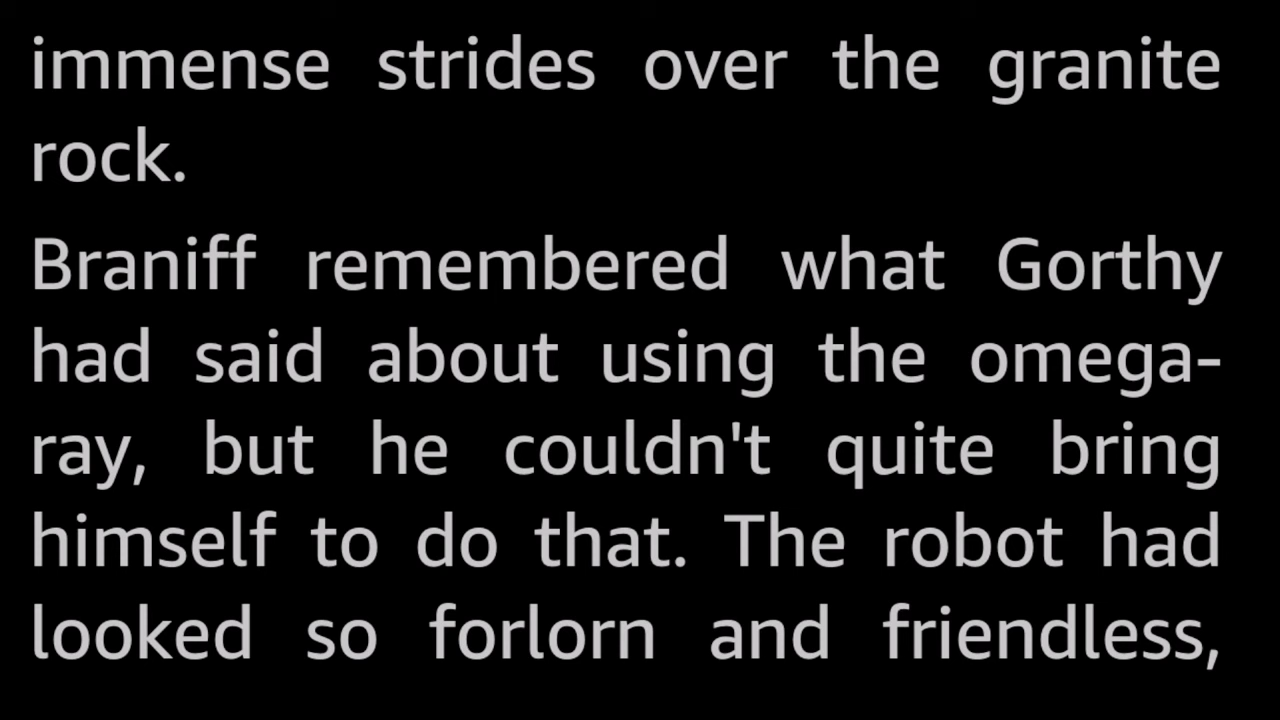 immense strides over the granite
rock.
Braniff remembered what Gorthy
had said about using the omega-
ray, but he couldn't quite bring
himself to do that. The robot had
looked so forlorn and friendless,